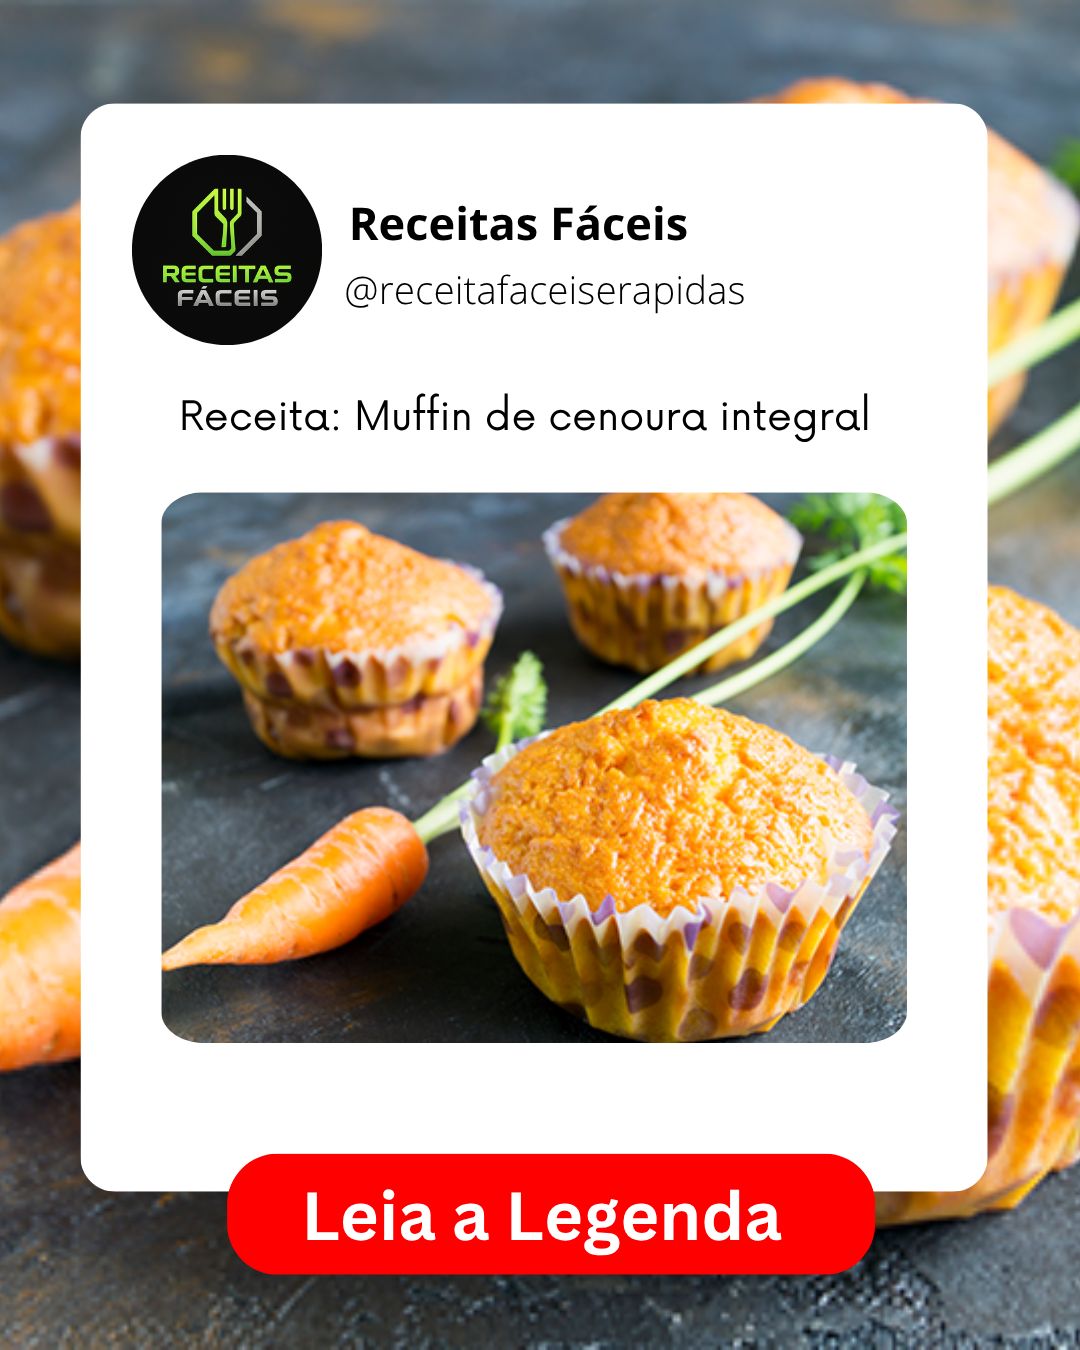 RECEITAS
FÁCEIS
Receitas Fáceis
@receitafaceiserapidas
Receita: Muffin de cenoura integral
Leia a Legenda